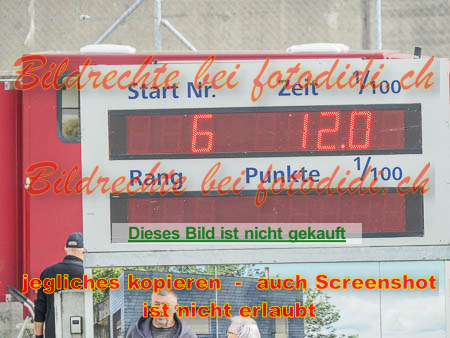 Bildrechte bei fotodidi.ch
Start Nr. Zeit 1/100
6 12.0
Bildrechte bei fotodidi.ch
Rang Punkte 1/100
Dieses Bild ist nicht gekauft
jegliches kopieren - auch Screenshot
ist nicht erlaubt